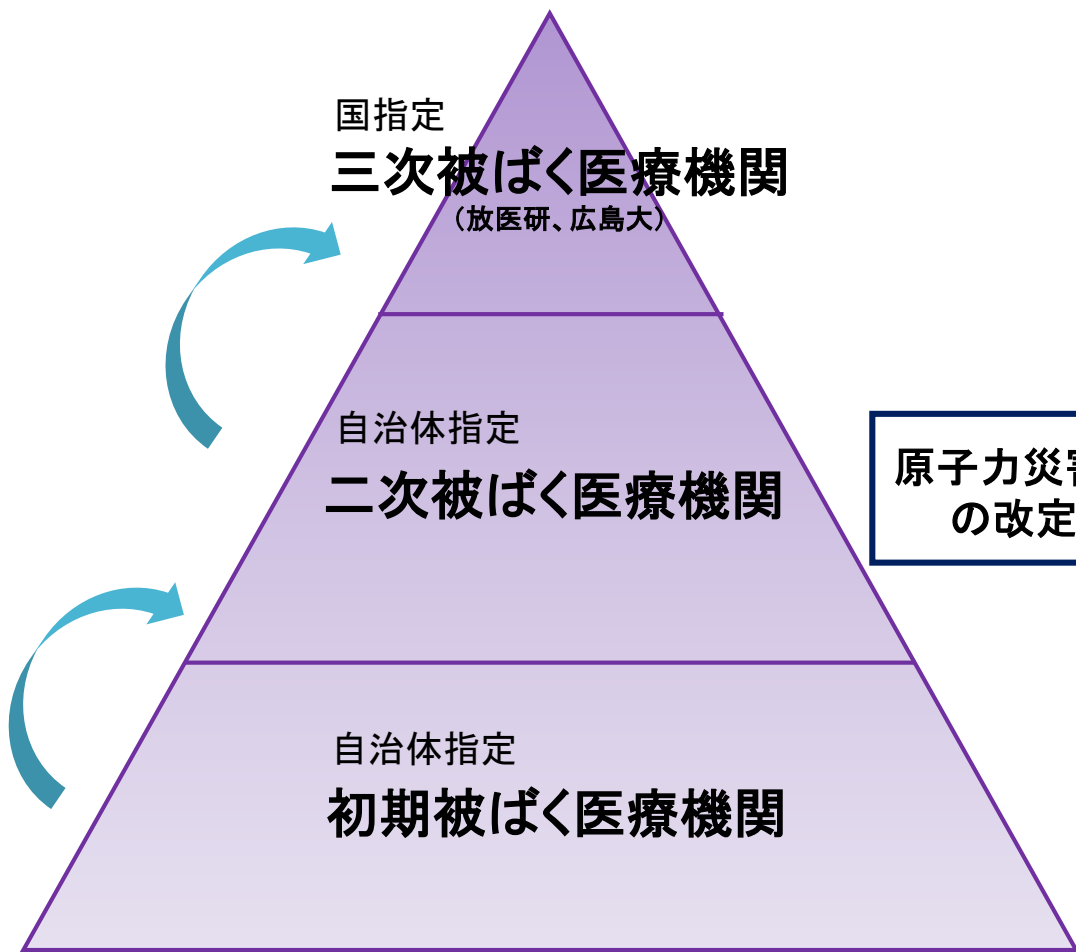 国指定
三次被ばく医療機関
（放医研、広島大）
自治体指定
二次被ばく医療機関
原子力災害
の改定
自治体指定
初期被ばく医療機関